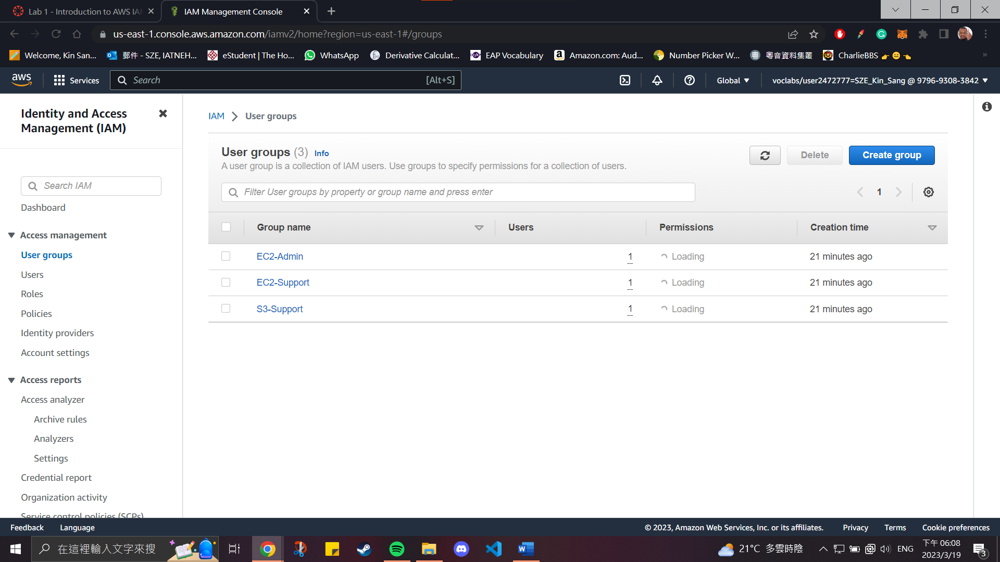 Lab 1 - Introduction to AWS IAM
IAM Management Console
us-east-1.console.aws.amazon.com/iamv2/home?region=us-east-1#/groups
Welcome, Kin San...
郵件 - SZE, IATNEH...
eStudent | The Ho...
WhatsApp
f(x)
Derivative Calculat...
EAP Vocabulary
Amazon.com: Aud...
Number Picker W...
粵音資料集叢
CharlieBBS
aws
Services
Search
[Alt+S]
Global
voclabs/user2472777=SZE_Kin_Sang @ 9796-9308-3842
Identity and Access
Management (IAM)
Search IAM
Dashboard
Access management
User groups
Users
Roles
Policies
Identity providers
Account settings
Access reports
Access analyzer
Archive rules
Analyzers
Settings
Credential report
Organization activity
Service control policies (SCPs)
IAM
User groups
User groups (3) Info
A user group is a collection of IAM users. Use groups to specify permissions for a collection of users.
Delete
Create group
Filter User groups by property or group name and press enter
1
Group name Users Permissions Creation time
EC2-Admin 1 Loading 21 minutes ago
EC2-Support 1 Loading 21 minutes ago
S3-Support 1 Loading 21 minutes ago
Feedback
Language
© 2023, Amazon Web Services, Inc. or its affiliates.
Privacy
Terms
Cookie preferences
在這裡輸入文字來搜
21°C 多雲時陰
ENG
下午 06:08
2023/3/19
3